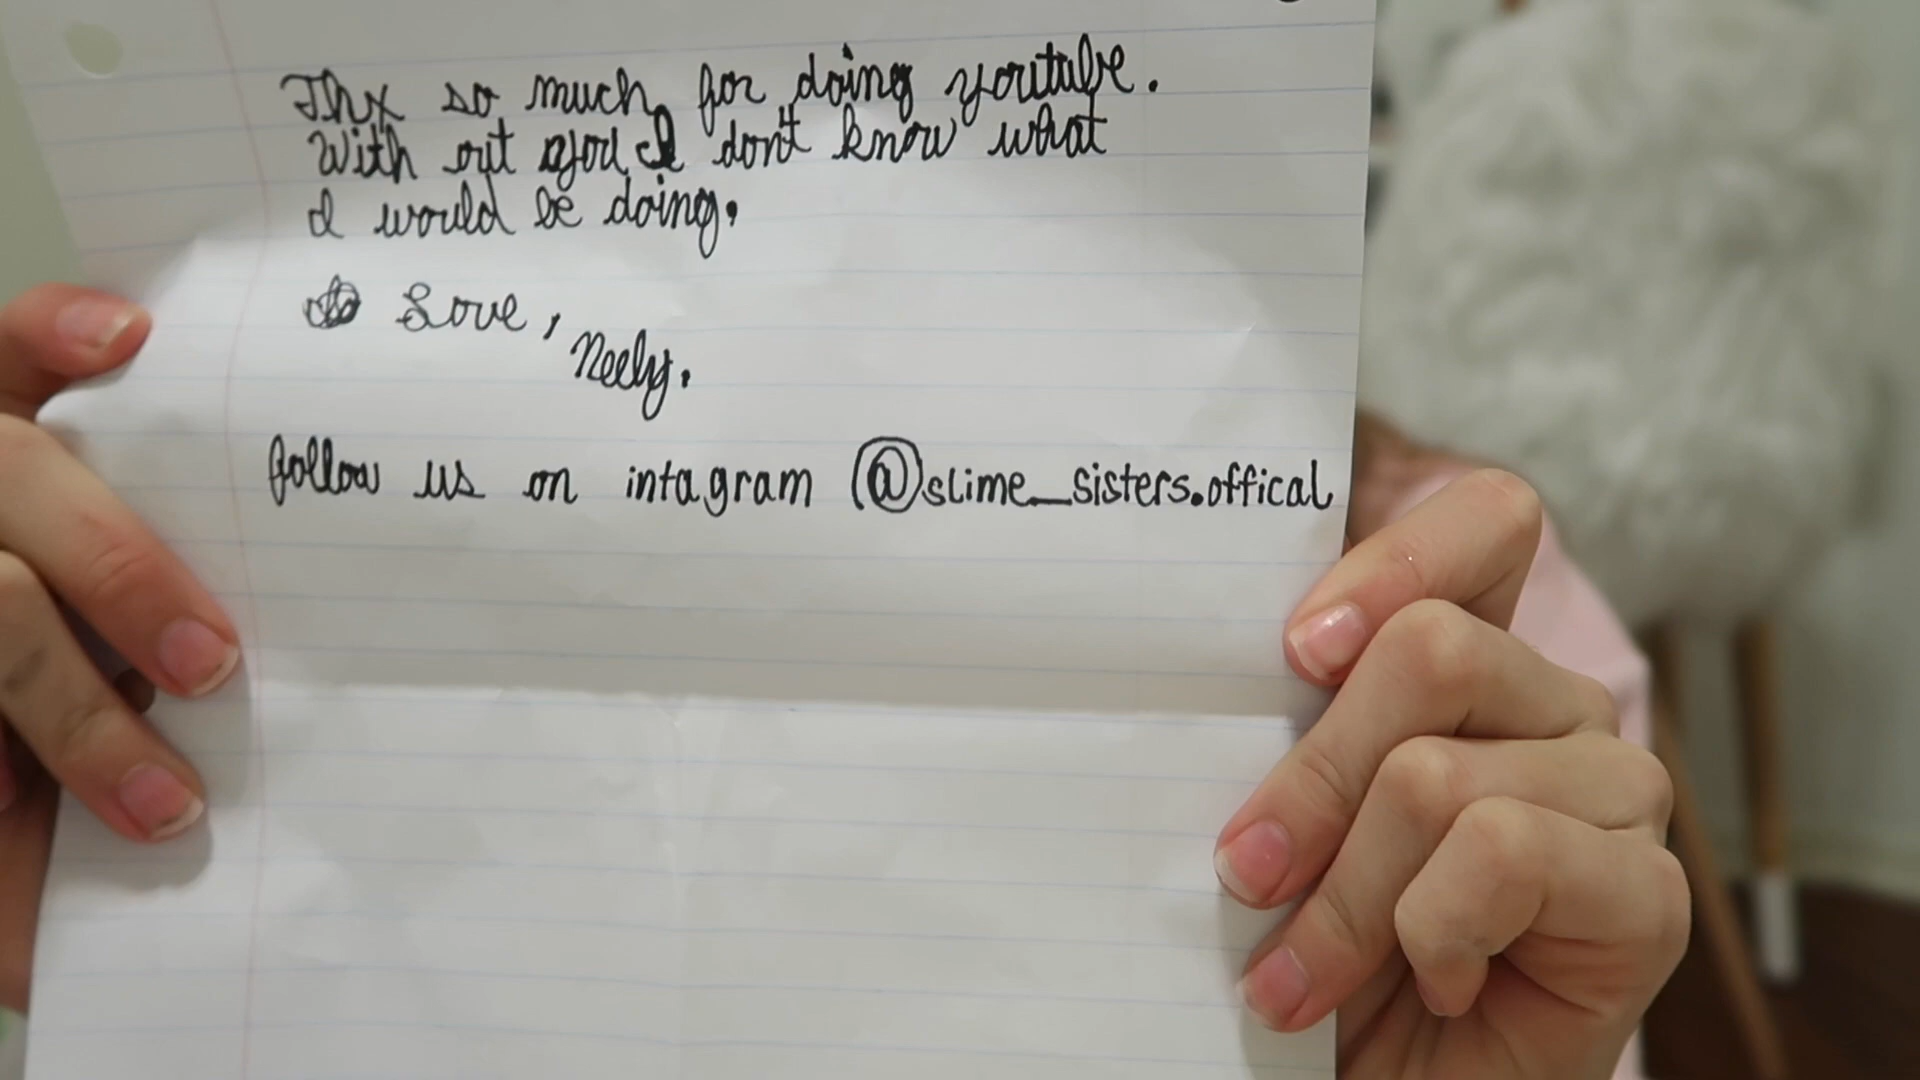 Thx so much for doing youtube.
With out you I don't know what
I would be doing.
Love,
Neely.
follow us on intagram @slime_sisters.offical